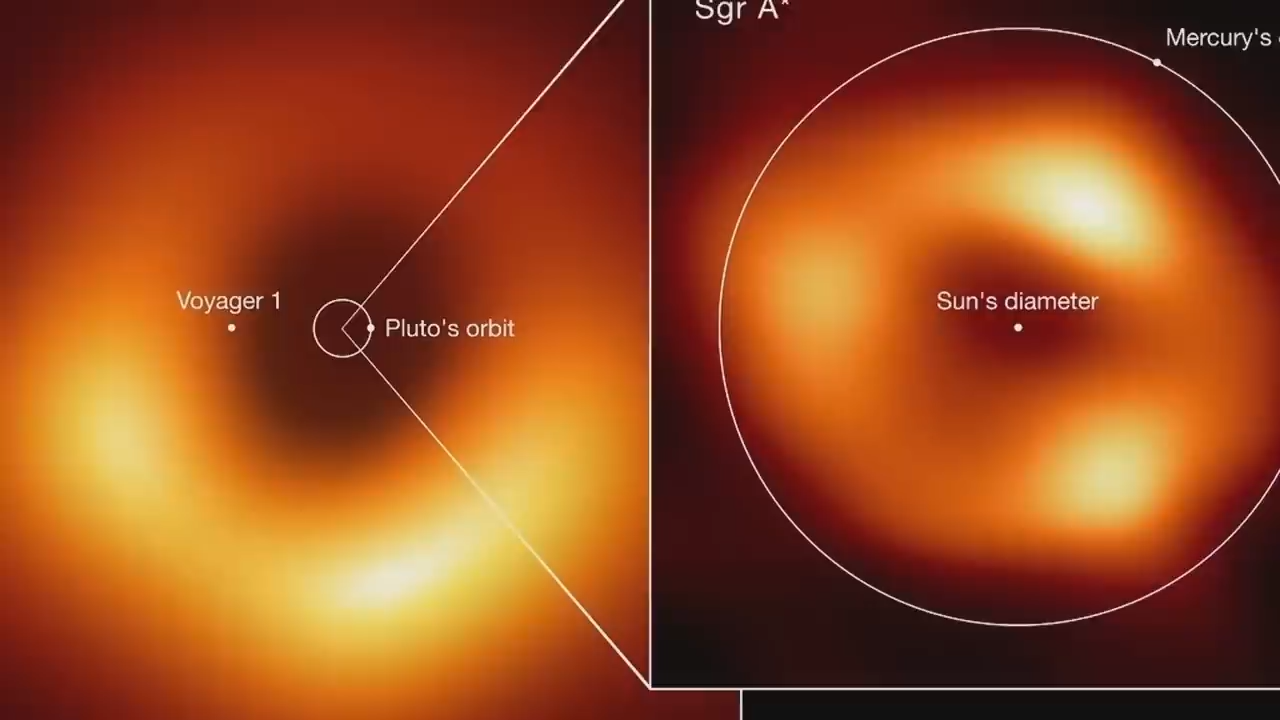 Sgr A*
Mercury's
Voyager 1
Pluto's orbit
Sun's diameter